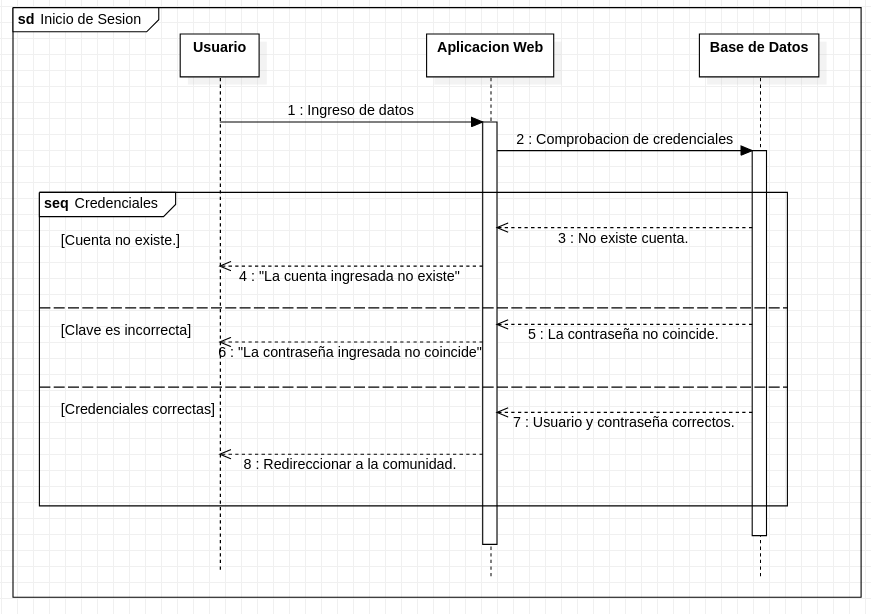 sd Inicio de Sesion
Usuario
Aplicacion Web
Base de Datos
1 : Ingreso de datos
2 : Comprobacion de credenciales
seq Credenciales
[Cuenta no existe.]
3 : No existe cuenta.
4 : "La cuenta ingresada no existe"
[Clave es incorrecta]
5 : La contraseña no coincide.
6 : "La contraseña ingresada no coincide"
[Credenciales correctas]
7 : Usuario y contraseña correctos.
8 : Redireccionar a la comunidad.